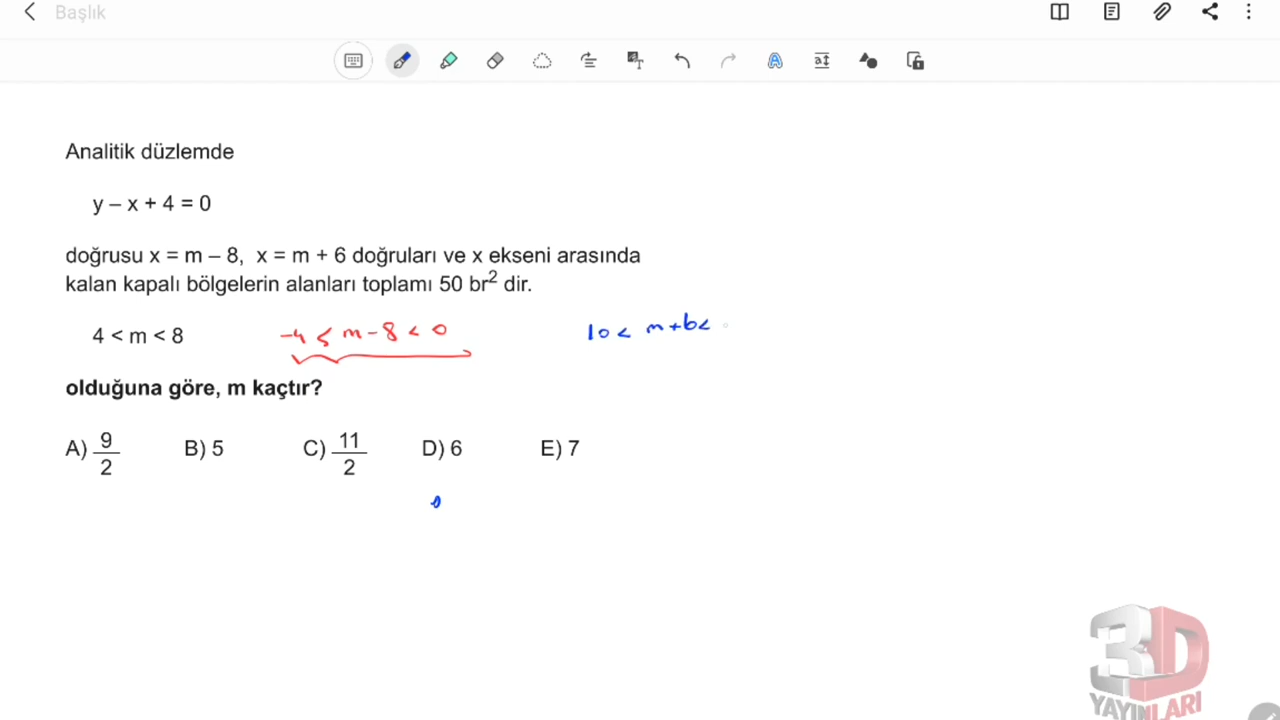 Başlık
Analitik düzlemde
y – x + 4 = 0
doğrusu x = m – 8, x = m + 6 doğruları ve x ekseni arasında
kalan kapalı bölgelerin alanları toplamı 50 br² dir.
4 < m < 8 -4 < m - 8 < 0 10 < m + 6 <
olduğuna göre, m kaçtır?
A) 9/2 B) 5 C) 11/2 D) 6 E) 7
3D
YAYINLARI